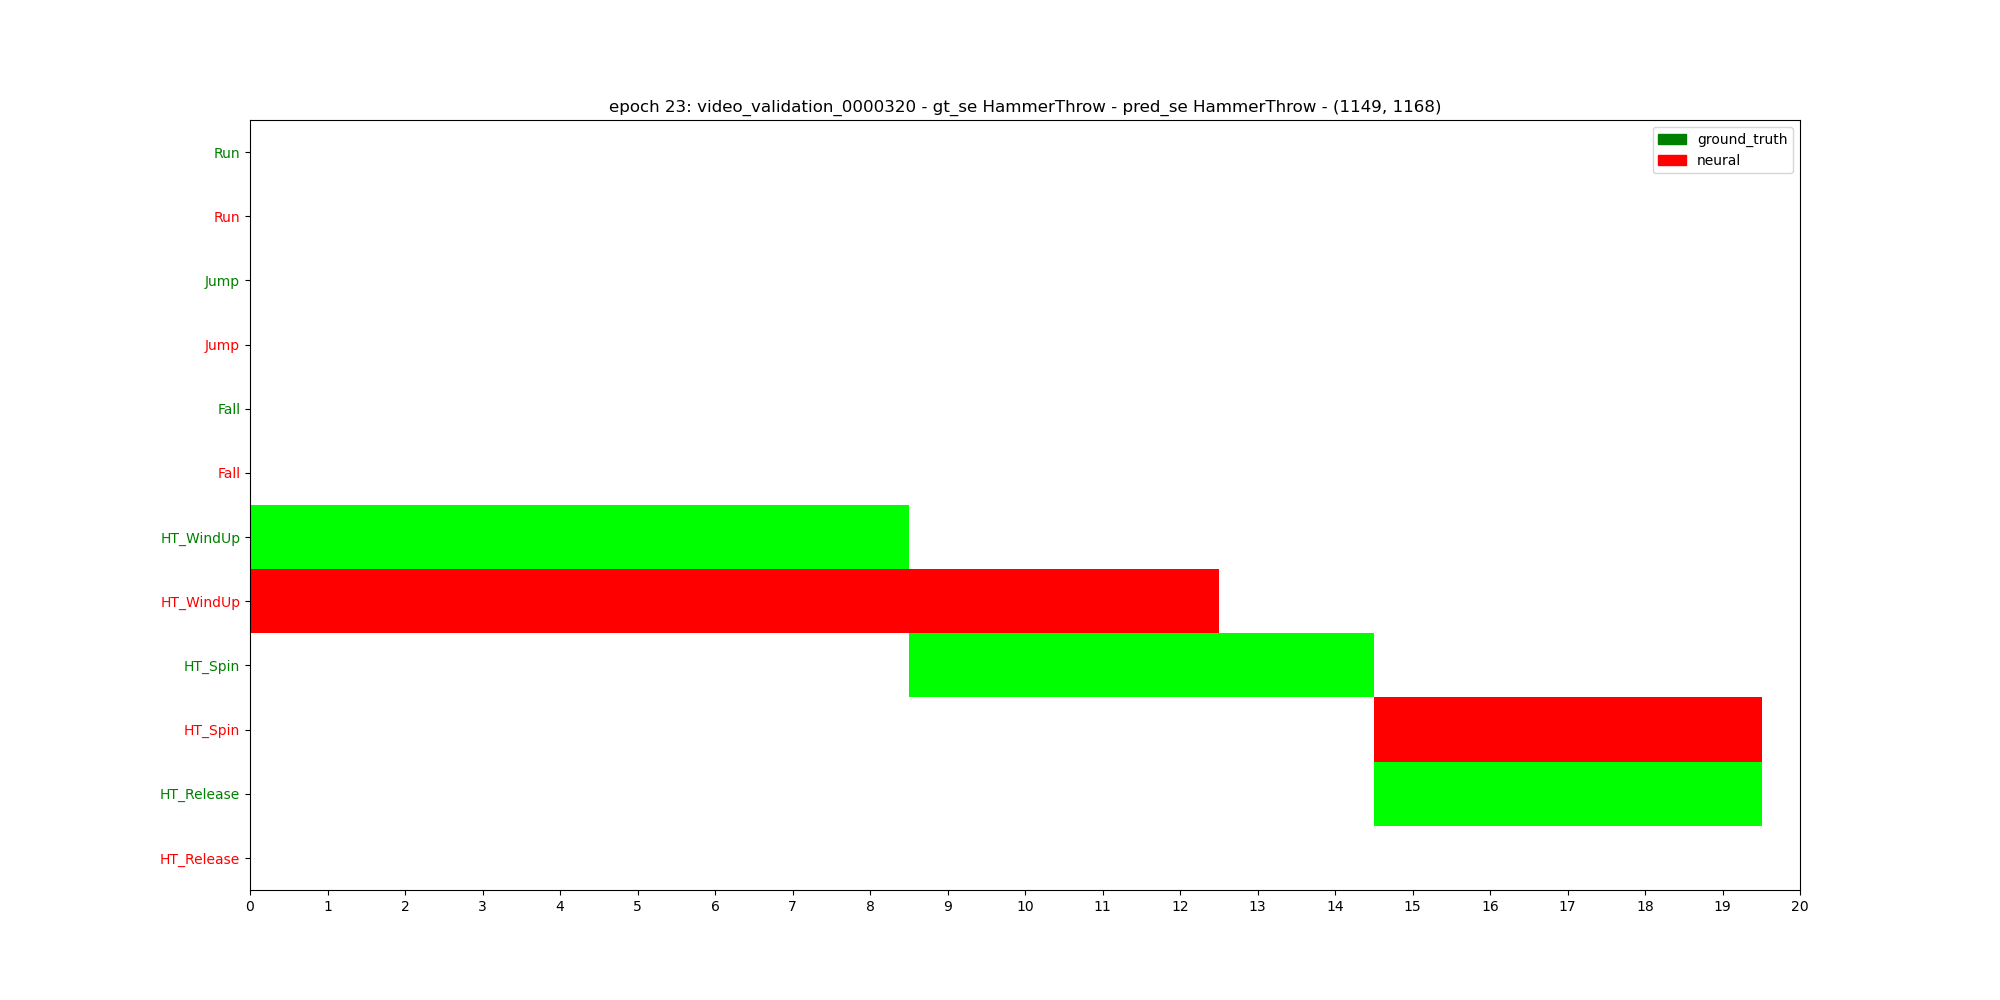 epoch 23: video_validation_0000320 - gt_se HammerThrow - pred_se HammerThrow - (1149, 1168)
ground_truth
neural
Run
Run
Jump
Jump
Fall
Fall
HT_WindUp
HT_WindUp
HT_Spin
HT_Spin
HT_Release
HT_Release
0 1 2 3 4 5 6 7 8 9 10 11 12 13 14 15 16 17 18 19 20